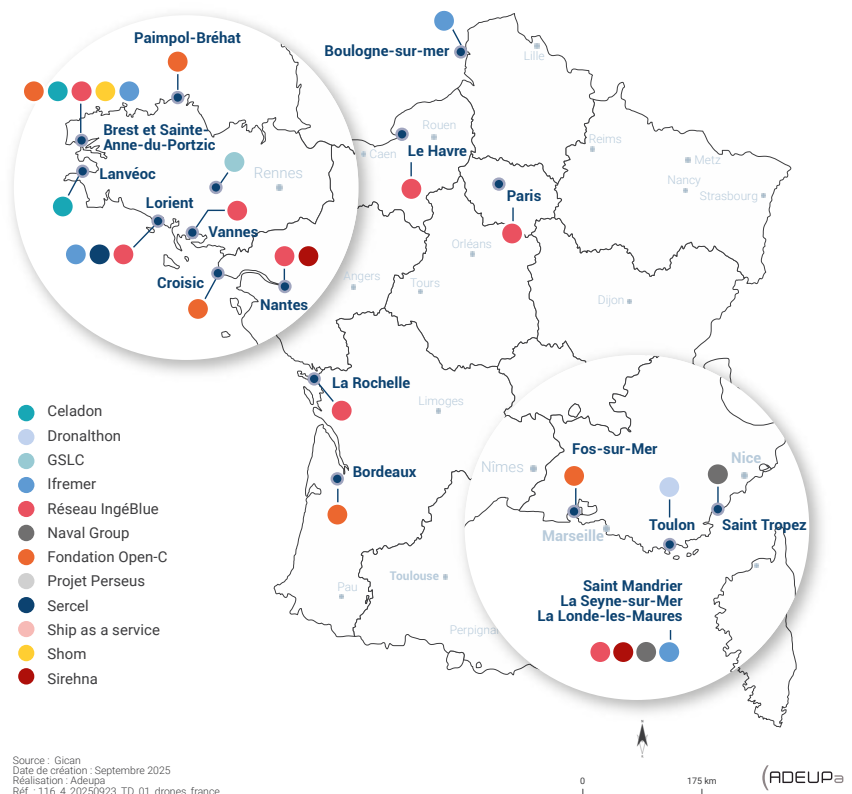 Paimpol-Bréhat
Boulogne-sur-mer
Lille
Brest et Sainte-
Anne-du-Portzic
Rouen
Caen
Le Havre
Reims
Metz
Nancy
Strasbourg
Lanvéoc
Rennes
Paris
Lorient
Vannes
Orléans
Croisic
Nantes
Angers
Tours
Dijon
La Rochelle
Limoges
Bordeaux
Celadon
Dronalthon
GSLC
Ifremer
Réseau IngéBlue
Naval Group
Fondation Open-C
Projet Perseus
Sercel
Ship as a service
Shom
Sirehna
Fos-sur-Mer
Nîmes
Nice
Marseille
Toulon
Saint Tropez
Toulouse
Pau
Perpigna
Saint Mandrier
La Seyne-sur-Mer
La Londe-les-Maures
Source : Gican
Date de création : Septembre 2025
Réalisation : Adeupa
Réf. : 116_4_20250923_TD_01_drones_france
0 175 km
ADEUPa